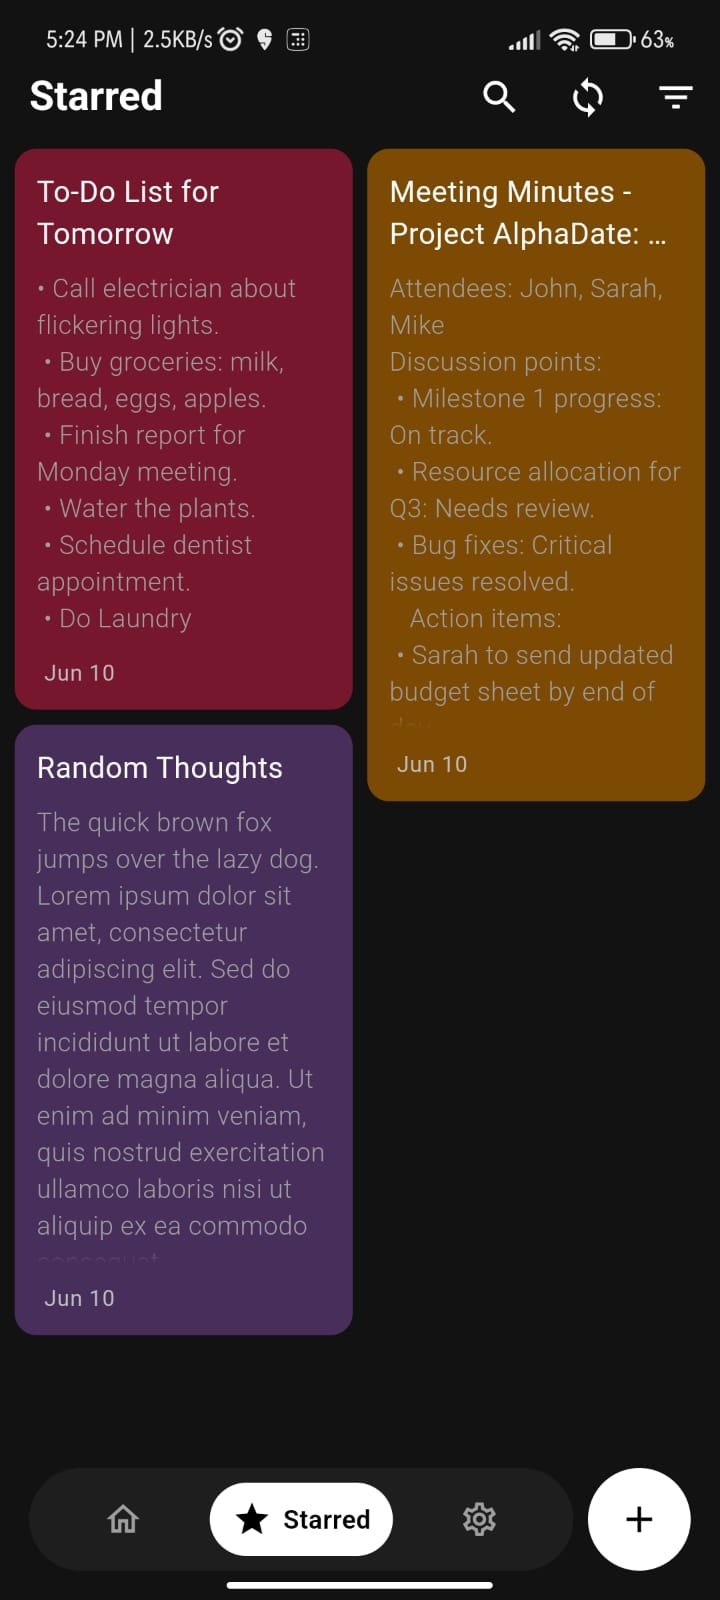 5:24 PM | 2.5KB/s
63%
Starred
To-Do List for
Tomorrow
• Call electrician about
flickering lights.
• Buy groceries: milk,
bread, eggs, apples.
• Finish report for
Monday meeting.
• Water the plants.
• Schedule dentist
appointment.
• Do Laundry
Jun 10
Meeting Minutes -
Project AlphaDate: ...
Attendees: John, Sarah,
Mike
Discussion points:
• Milestone 1 progress:
On track.
• Resource allocation for
Q3: Needs review.
• Bug fixes: Critical
issues resolved.
Action items:
• Sarah to send updated
budget sheet by end of
day
Jun 10
Random Thoughts
The quick brown fox
jumps over the lazy dog.
Lorem ipsum dolor sit
amet, consectetur
adipiscing elit. Sed do
eiusmod tempor
incididunt ut labore et
dolore magna aliqua. Ut
enim ad minim veniam,
quis nostrud exercitation
ullamco laboris nisi ut
aliquip ex ea commodo
consequat
Jun 10
Starred